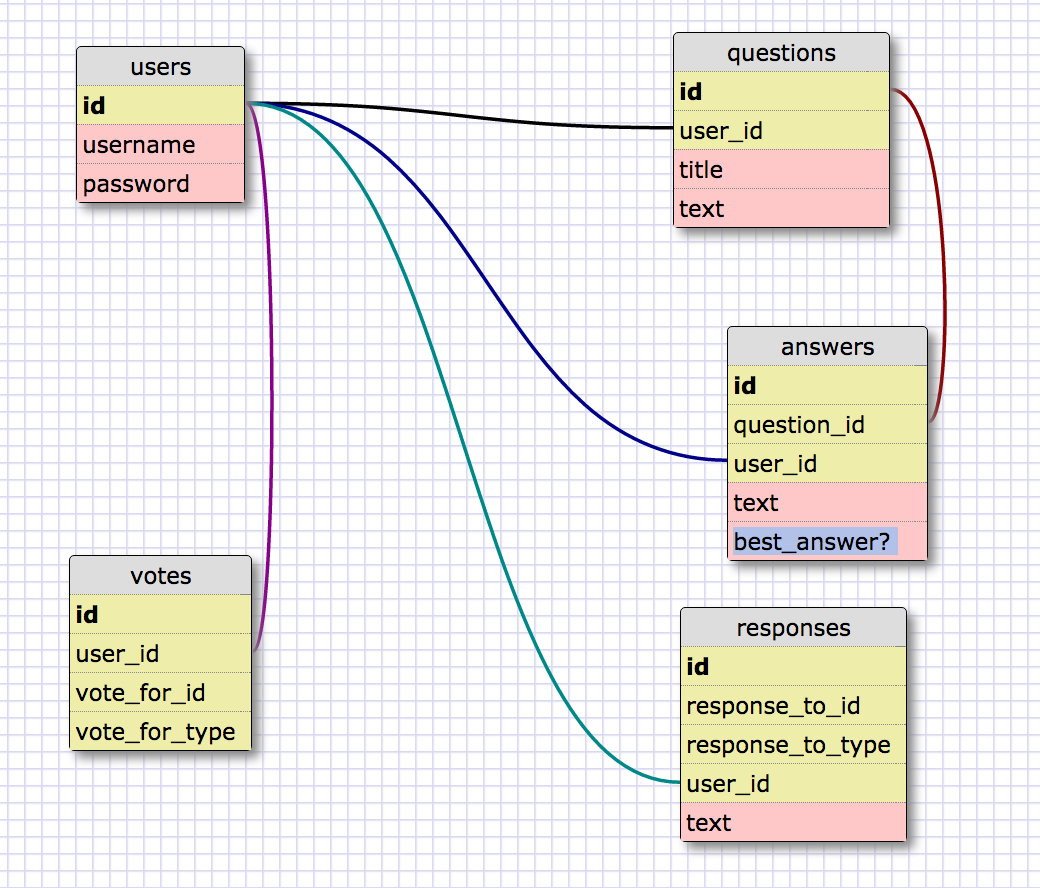 users
id
username
password
questions
id
user_id
title
text
answers
id
question_id
user_id
text
best_answer?
votes
id
user_id
vote_for_id
vote_for_type
responses
id
response_to_id
response_to_type
user_id
text